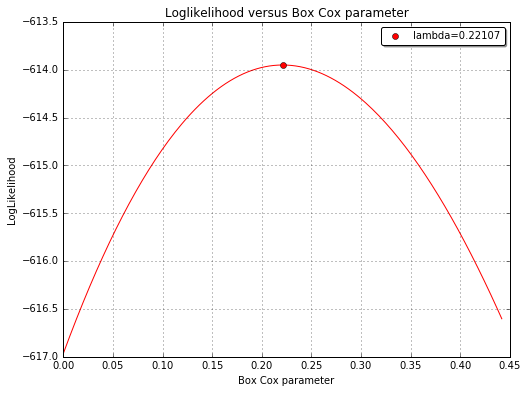 Loglikelihood versus Box Cox parameter
lambda=0.22107
−613.5
−614.0
−614.5
−615.0
−615.5
−616.0
−616.5
−617.0
LogLikelihood
0.00 0.05 0.10 0.15 0.20 0.25 0.30 0.35 0.40 0.45
Box Cox parameter